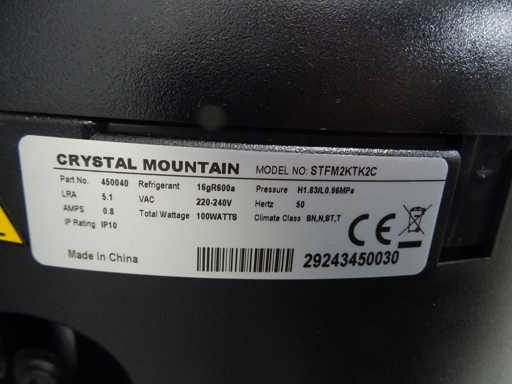 CRYSTAL MOUNTAIN MODEL NO: STFM2KTK2C
Part No. 450040 Refrigerant 16gR600a Pressure H1.83/L0.96MPa
LRA 5.1 VAC 220-240V Hertz 50
AMPS 0.8 Total Wattage 100WATTS Climate Class SN,N,ST,T
IP Rating IP10
Made in China
CE
29243450030